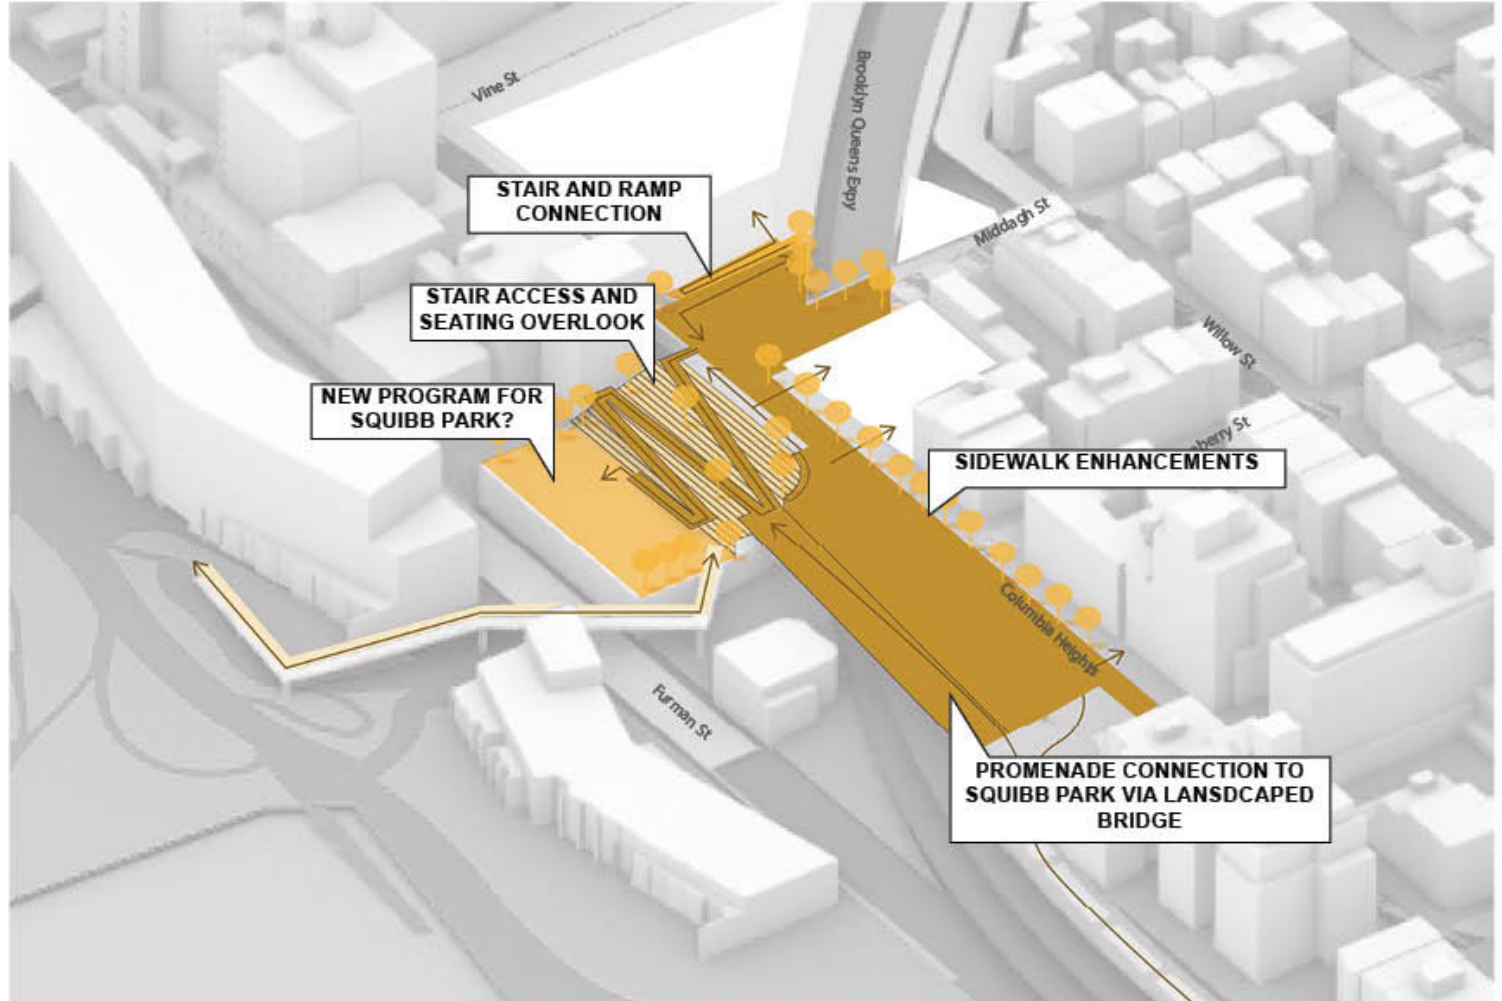 Vine St
Brooklyn Queens Expy
STAIR AND RAMP
CONNECTION
Middagh St
STAIR ACCESS AND
SEATING OVERLOOK
Willow St
NEW PROGRAM FOR
SQUIBB PARK?
St
SIDEWALK ENHANCEMENTS
Columbia Heights
Furman St
PROMENADE CONNECTION TO
SQUIBB PARK VIA LANSDCAPED
BRIDGE